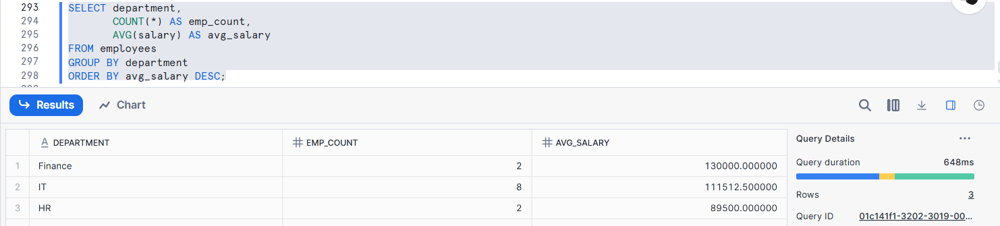 293 SELECT department,
294 COUNT(*) AS emp_count,
295 AVG(salary) AS avg_salary
296 FROM employees
297 GROUP BY department
298 ORDER BY avg_salary DESC;
Results Chart
DEPARTMENT EMP_COUNT AVG_SALARY
1 Finance 2 130000.000000
2 IT 8 111512.500000
3 HR 2 89500.000000
Query Details ...
Query duration 648ms
Rows 3
Query ID 01c141f1-3202-3019-00...